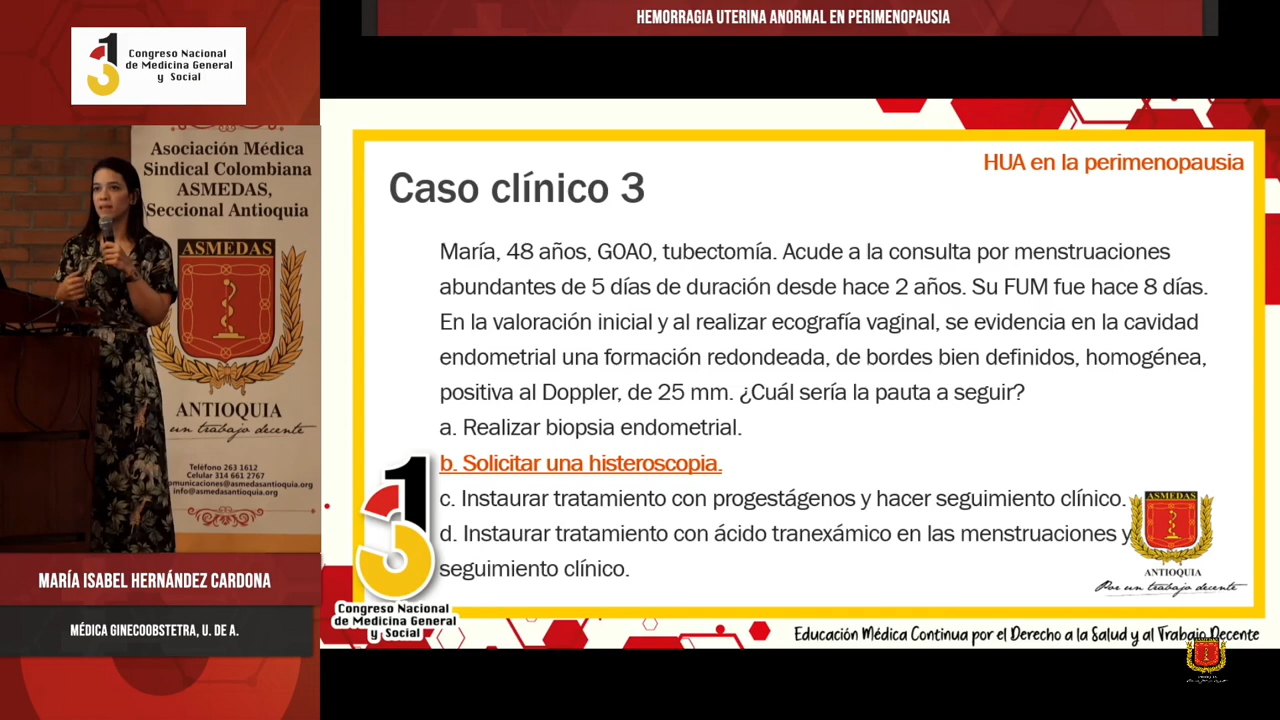 HEMORRAGIA UTERINA ANORMAL EN PERIMENOPAUSIA
13 Congreso Nacional
de Medicina General
y Social
Asociación Médica
Sindical Colombiana
ASMEDAS,
Seccional Antioquia
ASMEDAS
ANTIOQUIA
un trabajo decente
Teléfono 263 1612
Celular 314 661 2767
omunicaciones@asmedasantioquia.org
info@asmedasantioquia.org
MARÍA ISABEL HERNÁNDEZ CARDONA
MÉDICA GINECOOBSTETRA, U. DE A.
HUA en la perimenopausia
Caso clínico 3
María, 48 años, G0A0, tubectomía. Acude a la consulta por menstruaciones
abundantes de 5 días de duración desde hace 2 años. Su FUM fue hace 8 días.
En la valoración inicial y al realizar ecografía vaginal, se evidencia en la cavidad
endometrial una formación redondeada, de bordes bien definidos, homogénea,
positiva al Doppler, de 25 mm. ¿Cuál sería la pauta a seguir?
a. Realizar biopsia endometrial.
b. Solicitar una histeroscopia.
c. Instaurar tratamiento con progestágenos y hacer seguimiento clínico.
d. Instaurar tratamiento con ácido tranexámico en las menstruaciones y
seguimiento clínico.
13
Congreso Nacional
de Medicina General
y Social
ASMEDAS
ANTIOQUIA
Por un trabajo decente
Educación Médica Continua por el Derecho a la Salud y al Trabajo Decente